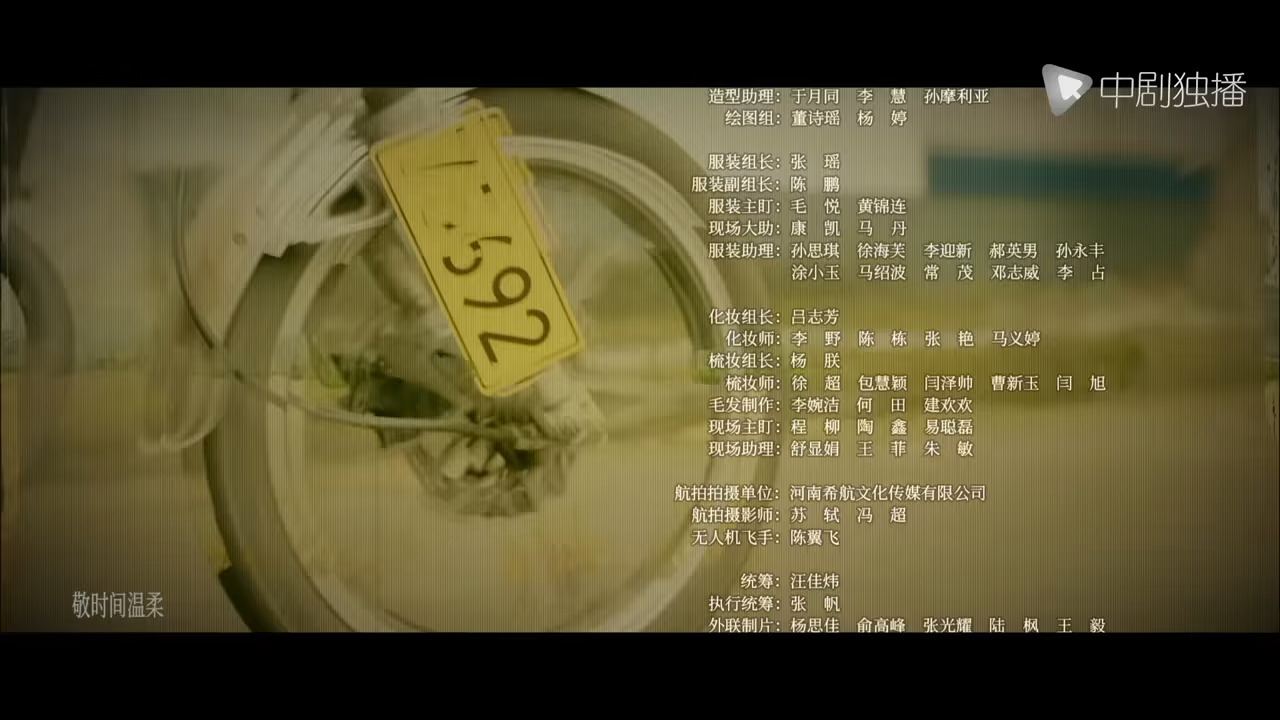 中剧独播
造型助理：于月同 李 慧 孙摩利亚
绘图组：董诗瑶 杨 婷
服装组长：张 瑶
服装副组长：陈 鹏
服装主盯：毛 悦 黄锦连
现场大助：康 凯 马 丹
服装助理：孙思琪 徐海芙 李迎新 郝英男 孙永丰
涂小玉 马绍波 常 茂 邓志威 李 占
化妆组长：吕志芳
化妆师：李 野 陈 栋 张 艳 马义婷
梳妆组长：杨 朕
梳妆师：徐 超 包慧颖 闫泽帅 曹新玉 闫 旭
毛发制作：李婉洁 何 田 建欢欢
现场主盯：程 柳 陶 鑫 易聪磊
现场助理：舒显娟 王 菲 朱 敏
航拍拍摄单位：河南希航文化传媒有限公司
航拍摄影师：苏 轼 冯 超
无人机飞手：陈翼飞
统筹：汪佳炜
执行统筹：张 帆
外联制片：杨思佳 俞高峰 张光耀 陆 枫 王 毅
592
敬时间温柔